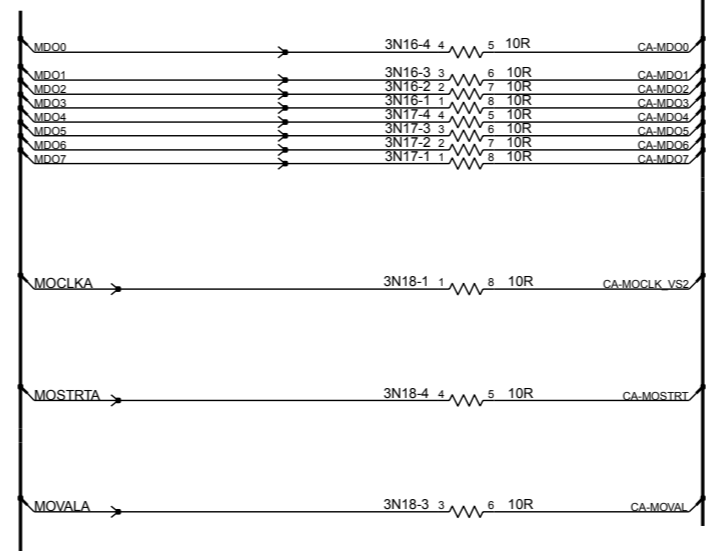 MDO0 3N16-4 4 5 10R CA-MDO0
MDO1 3N16-3 3 6 10R CA-MDO1
MDO2 3N16-2 2 7 10R CA-MDO2
MDO3 3N16-1 1 8 10R CA-MDO3
MDO4 3N17-4 4 5 10R CA-MDO4
MDO5 3N17-3 3 6 10R CA-MDO5
MDO6 3N17-2 2 7 10R CA-MDO6
MDO7 3N17-1 1 8 10R CA-MDO7
MOCLKA 3N18-1 1 8 10R CA-MOCLK_VS2
MOSTRTA 3N18-4 4 5 10R CA-MOSTRT
MOVALA 3N18-3 3 6 10R CA-MOVAL